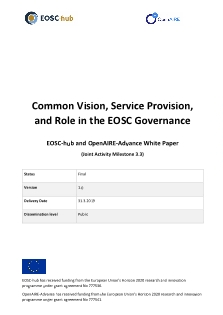 EOSC hub
OpenAIRE
Common Vision, Service Provision,
and Role in the EOSC Governance
EOSC-hub and OpenAIRE-Advance White Paper
(Joint Activity Milestone 3.3)
Status Final
Version
Delivery Date 31.3.2019
Dissemination level Public
EOSC-hub has received funding from the European Union's Horizon 2020 research and innovation
programme under grant agreement No 777536
OpenAIRE-Advance has received funding from the European Union's Horizon 2020 research and innovation
programme under grant agreement No 777541